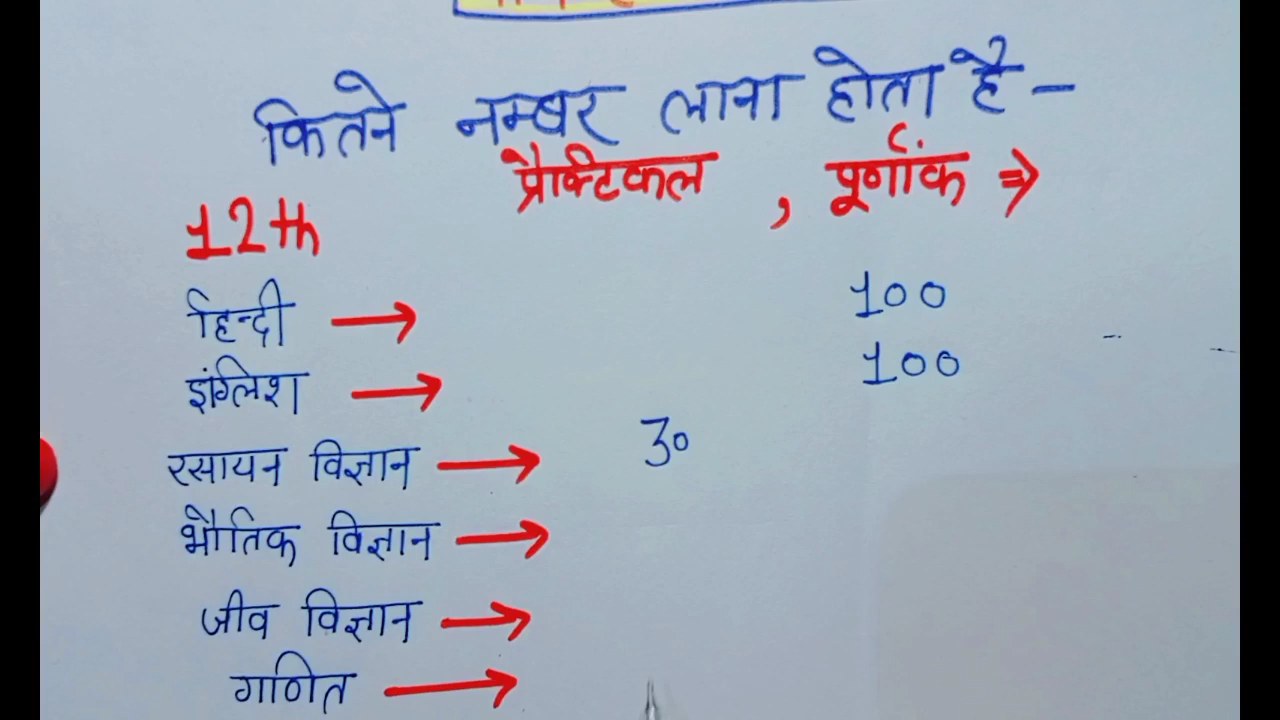 कितने नम्बर लाना होता है -
प्रैक्टिकल , पूर्णांक ⇒
12th
हिन्दी → 100
इंग्लिश → 100
रसायन विज्ञान → 30
भौतिक विज्ञान →
जीव विज्ञान →
गणित →